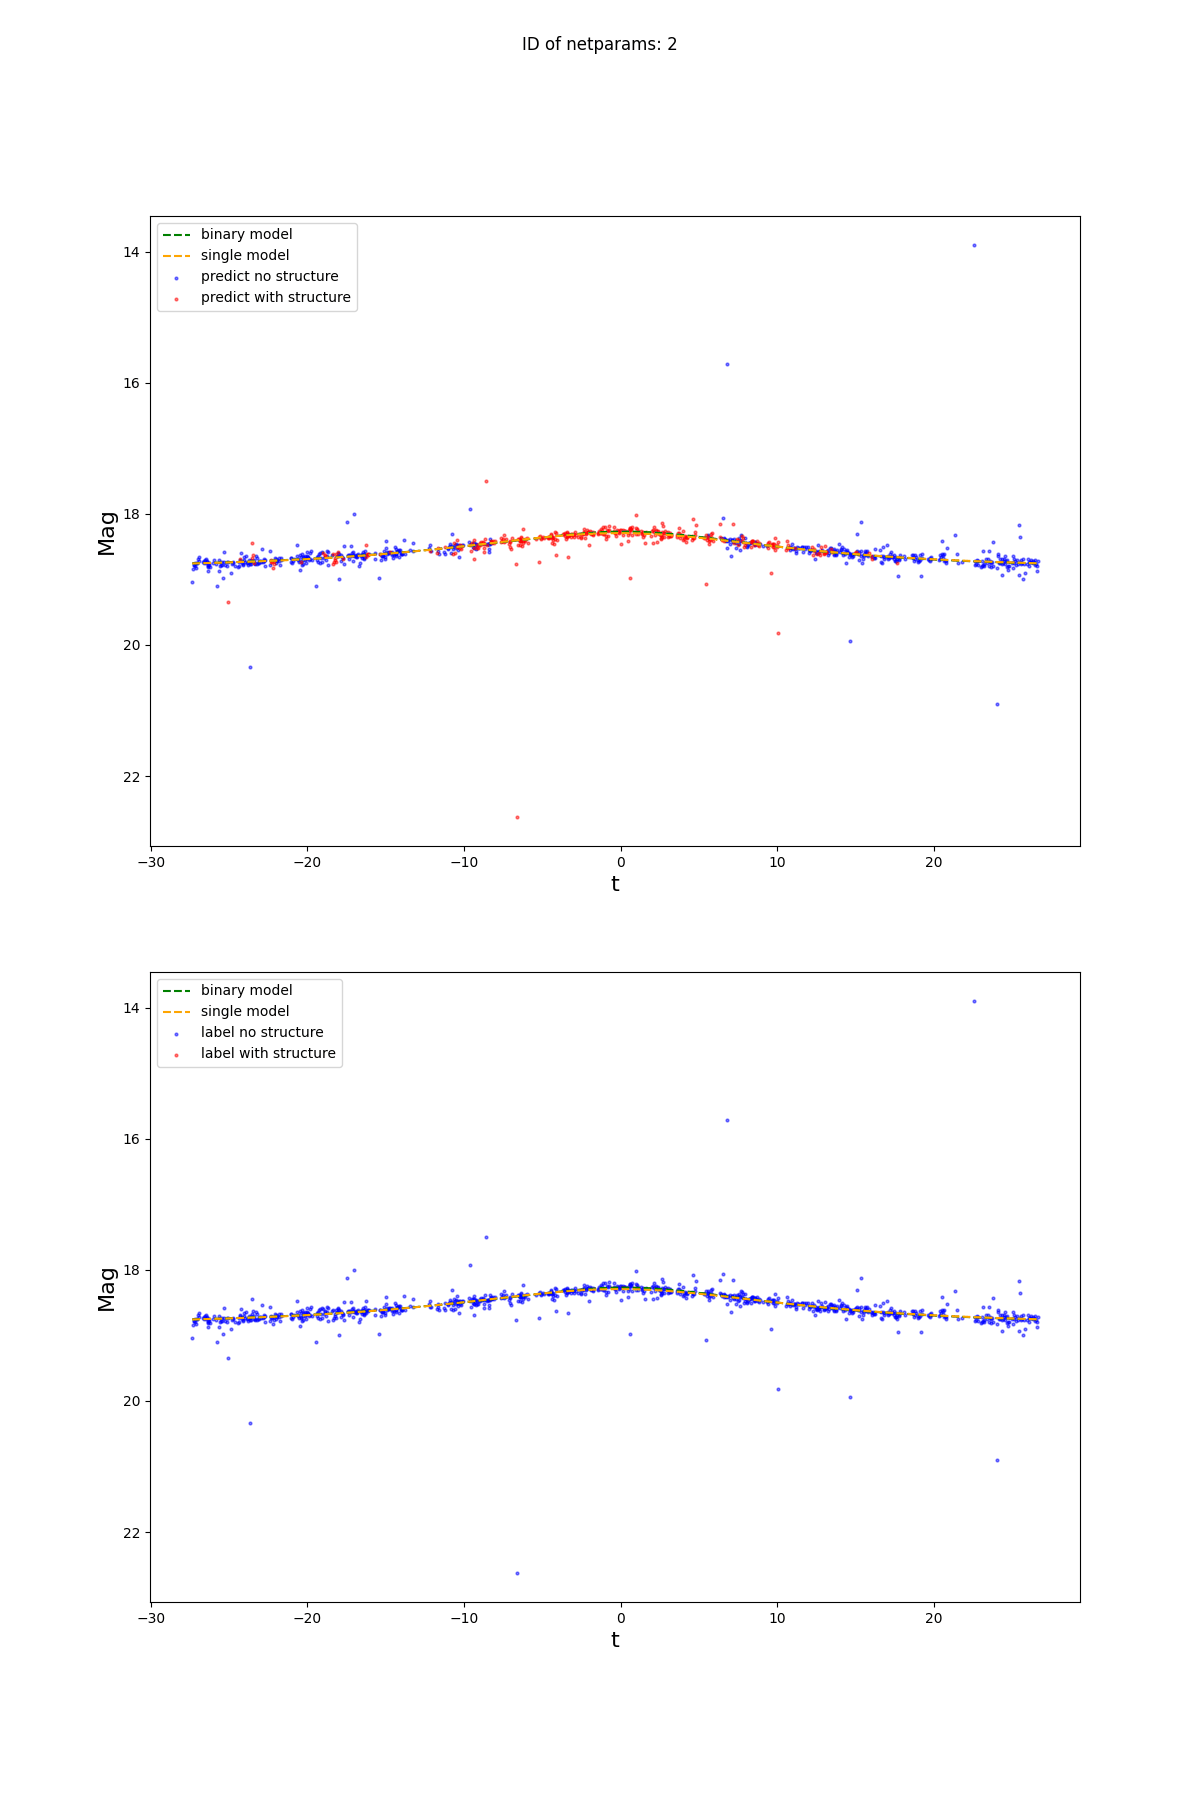 ID of netparams: 2
binary model
single model
predict no structure
predict with structure
14
16
18
20
22
Mag
−30
−20
−10
0
10
20
t
binary model
single model
label no structure
label with structure
14
16
18
20
22
Mag
−30
−20
−10
0
10
20
t